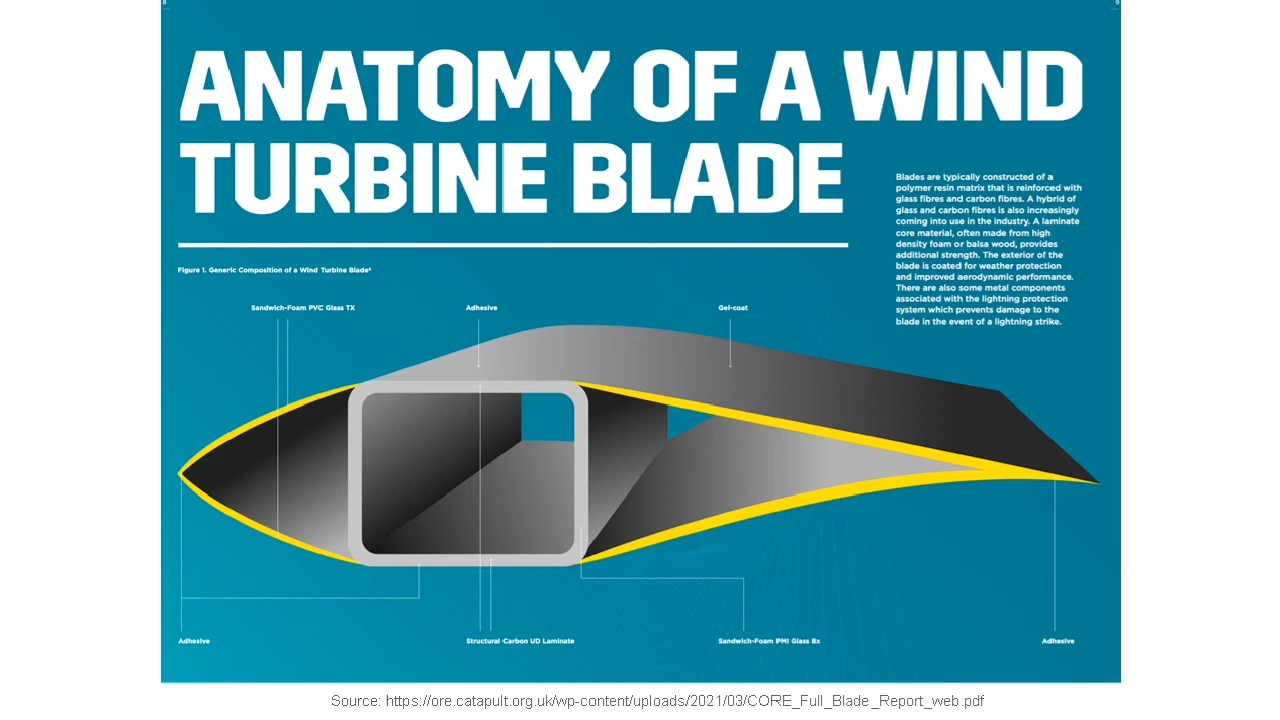 8
9
ANATOMY OF A WIND
TURBINE BLADE
Blades are typically constructed of a
polymer resin matrix that is reinforced with
glass fibres and carbon fibres. A hybrid of
glass and carbon fibres is also increasingly
coming into use in the industry. A laminate
core material, often made from high
density foam or balsa wood, provides
additional strength. The exterior of the
blade is coated for weather protection
and improved aerodynamic performance.
There are also some metal components
associated with the lightning protection
system which prevents damage to the
blade in the event of a lightning strike.
Figure 1. Generic Composition of a Wind Turbine Blade⁴
Sandwich-Foam PVC Glass TX
Adhesive
Gel-coat
Adhesive
Structural -Carbon UD Laminate
Sandwich-Foam PMI Glass Bx
Adhesive
Source: https://ore.catapult.org.uk/wp-content/uploads/2021/03/CORE_Full_Blade_Report_web.pdf